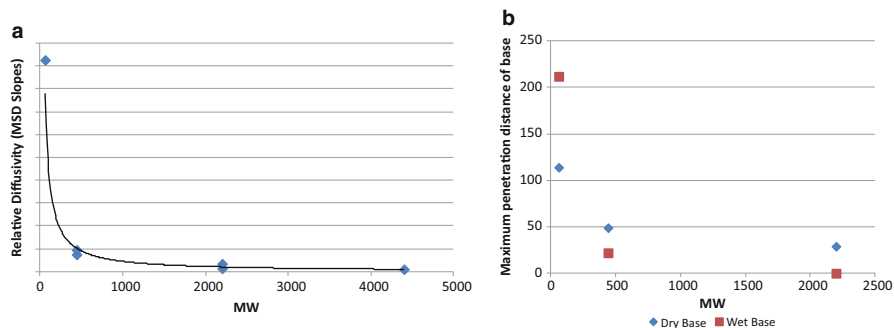 a
Relative Diffusivity (MSD Slopes)
0
1000
2000
3000
4000
5000
MW
b
Maximum penetration distance of base
250
200
150
100
50
0
0
500
1000
1500
2000
2500
MW
Dry Base
Wet Base